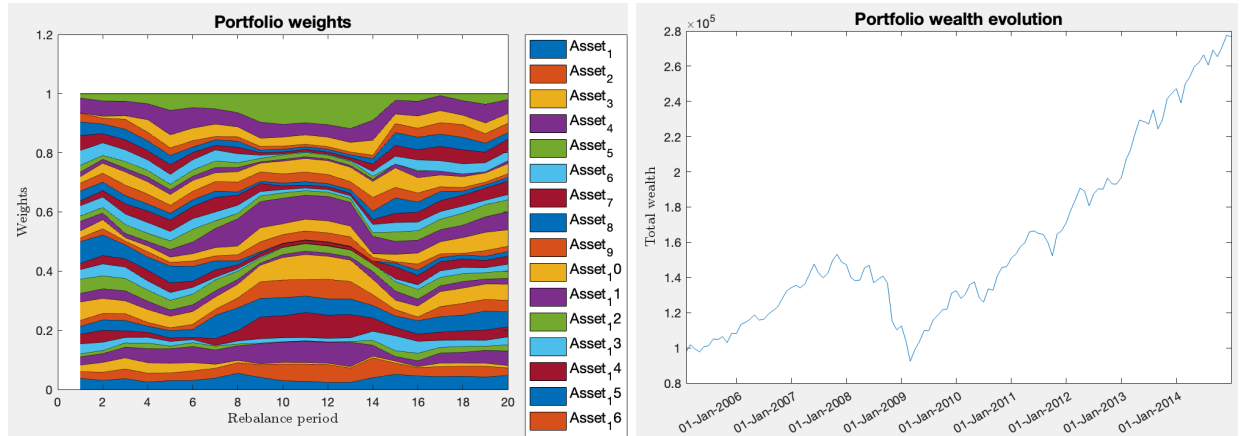 Portfolio weights
1.2
1
0.8
0.6
0.4
0.2
0
Weights
0 2 4 6 8 10 12 14 16 18 20
Rebalance period
Asset1
Asset2
Asset3
Asset4
Asset5
Asset6
Asset7
Asset8
Asset9
Asset10
Asset11
Asset12
Asset13
Asset14
Asset15
Asset16
Portfolio wealth evolution
×10^5
2.8
2.6
2.4
2.2
2
1.8
1.6
1.4
1.2
1
0.8
Total wealth
01-Jan-2006 01-Jan-2007 01-Jan-2008 01-Jan-2009 01-Jan-2010 01-Jan-2011 01-Jan-2012 01-Jan-2013 01-Jan-2014